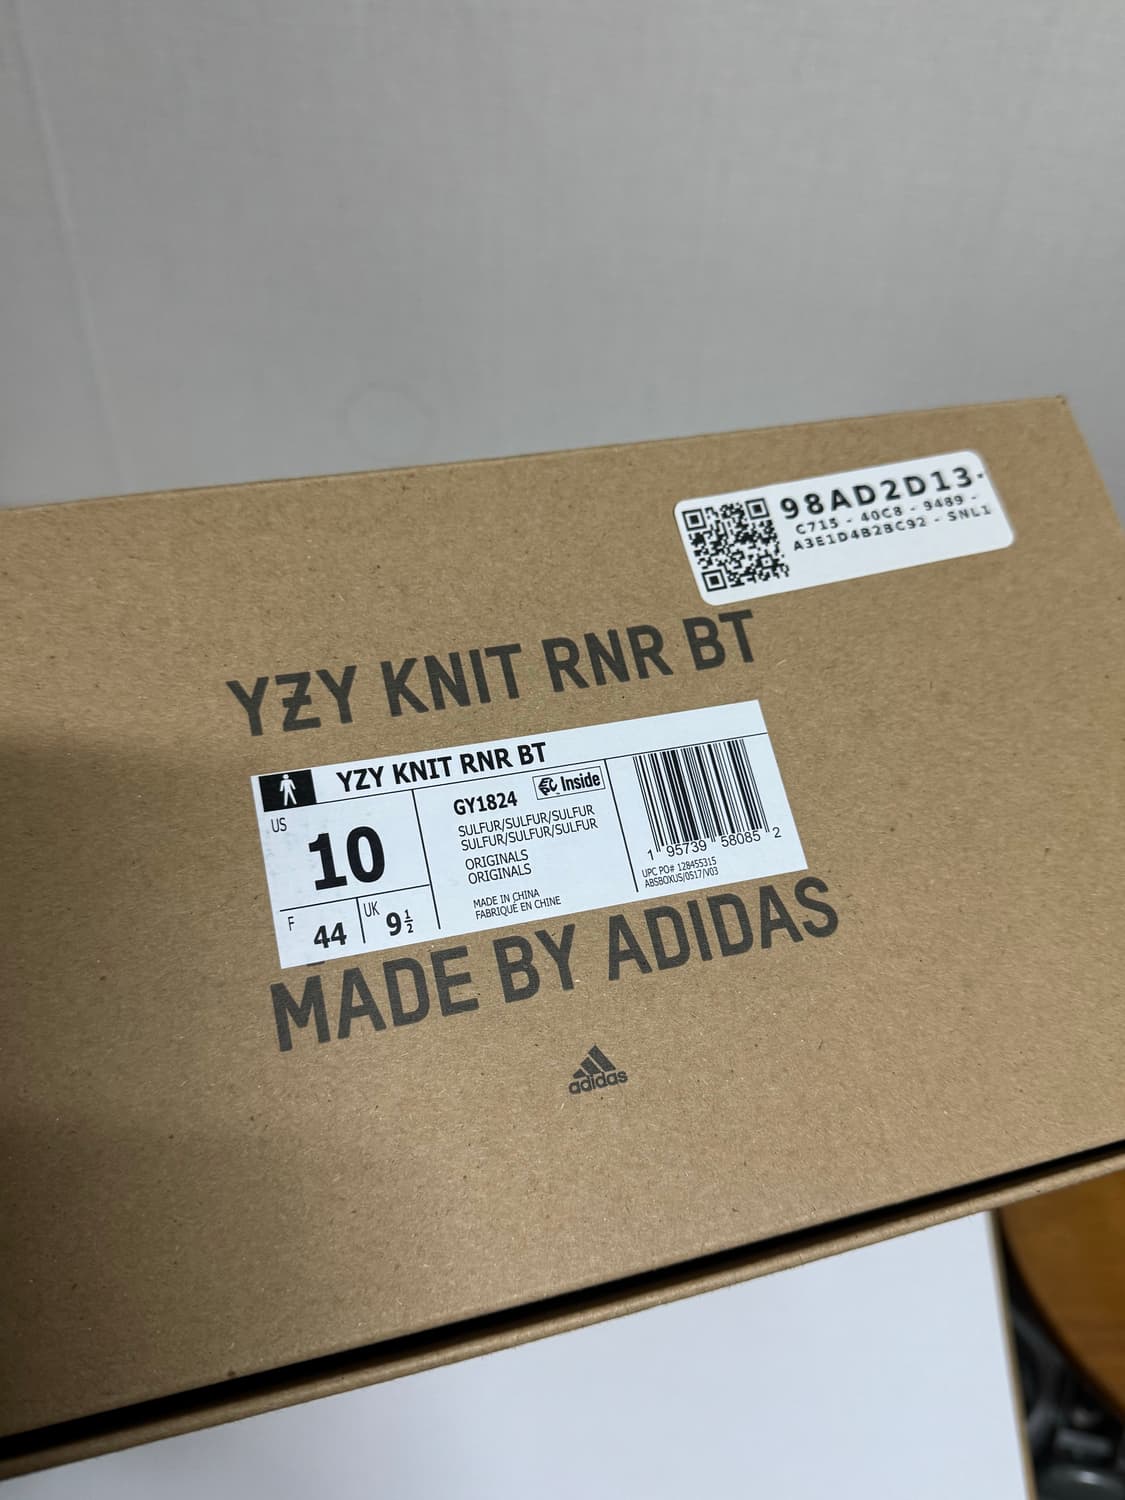 98AD2D13-
C715 - 40C8 - 9489 -
A3E1D4B2BC92 - SNL1
YZY KNIT RNR BT
YZY KNIT RNR BT
US
10
F
44
UK
9½
GY1824
Inside
SULFUR/SULFUR/SULFUR
SULFUR/SULFUR/SULFUR
ORIGINALS
ORIGINALS
MADE IN CHINA
FABRIQUÉ EN CHINE
1 95739 58085 2
UPC PO# 128455315
ABSBOXUS/0517/V03
MADE BY ADIDAS
adidas